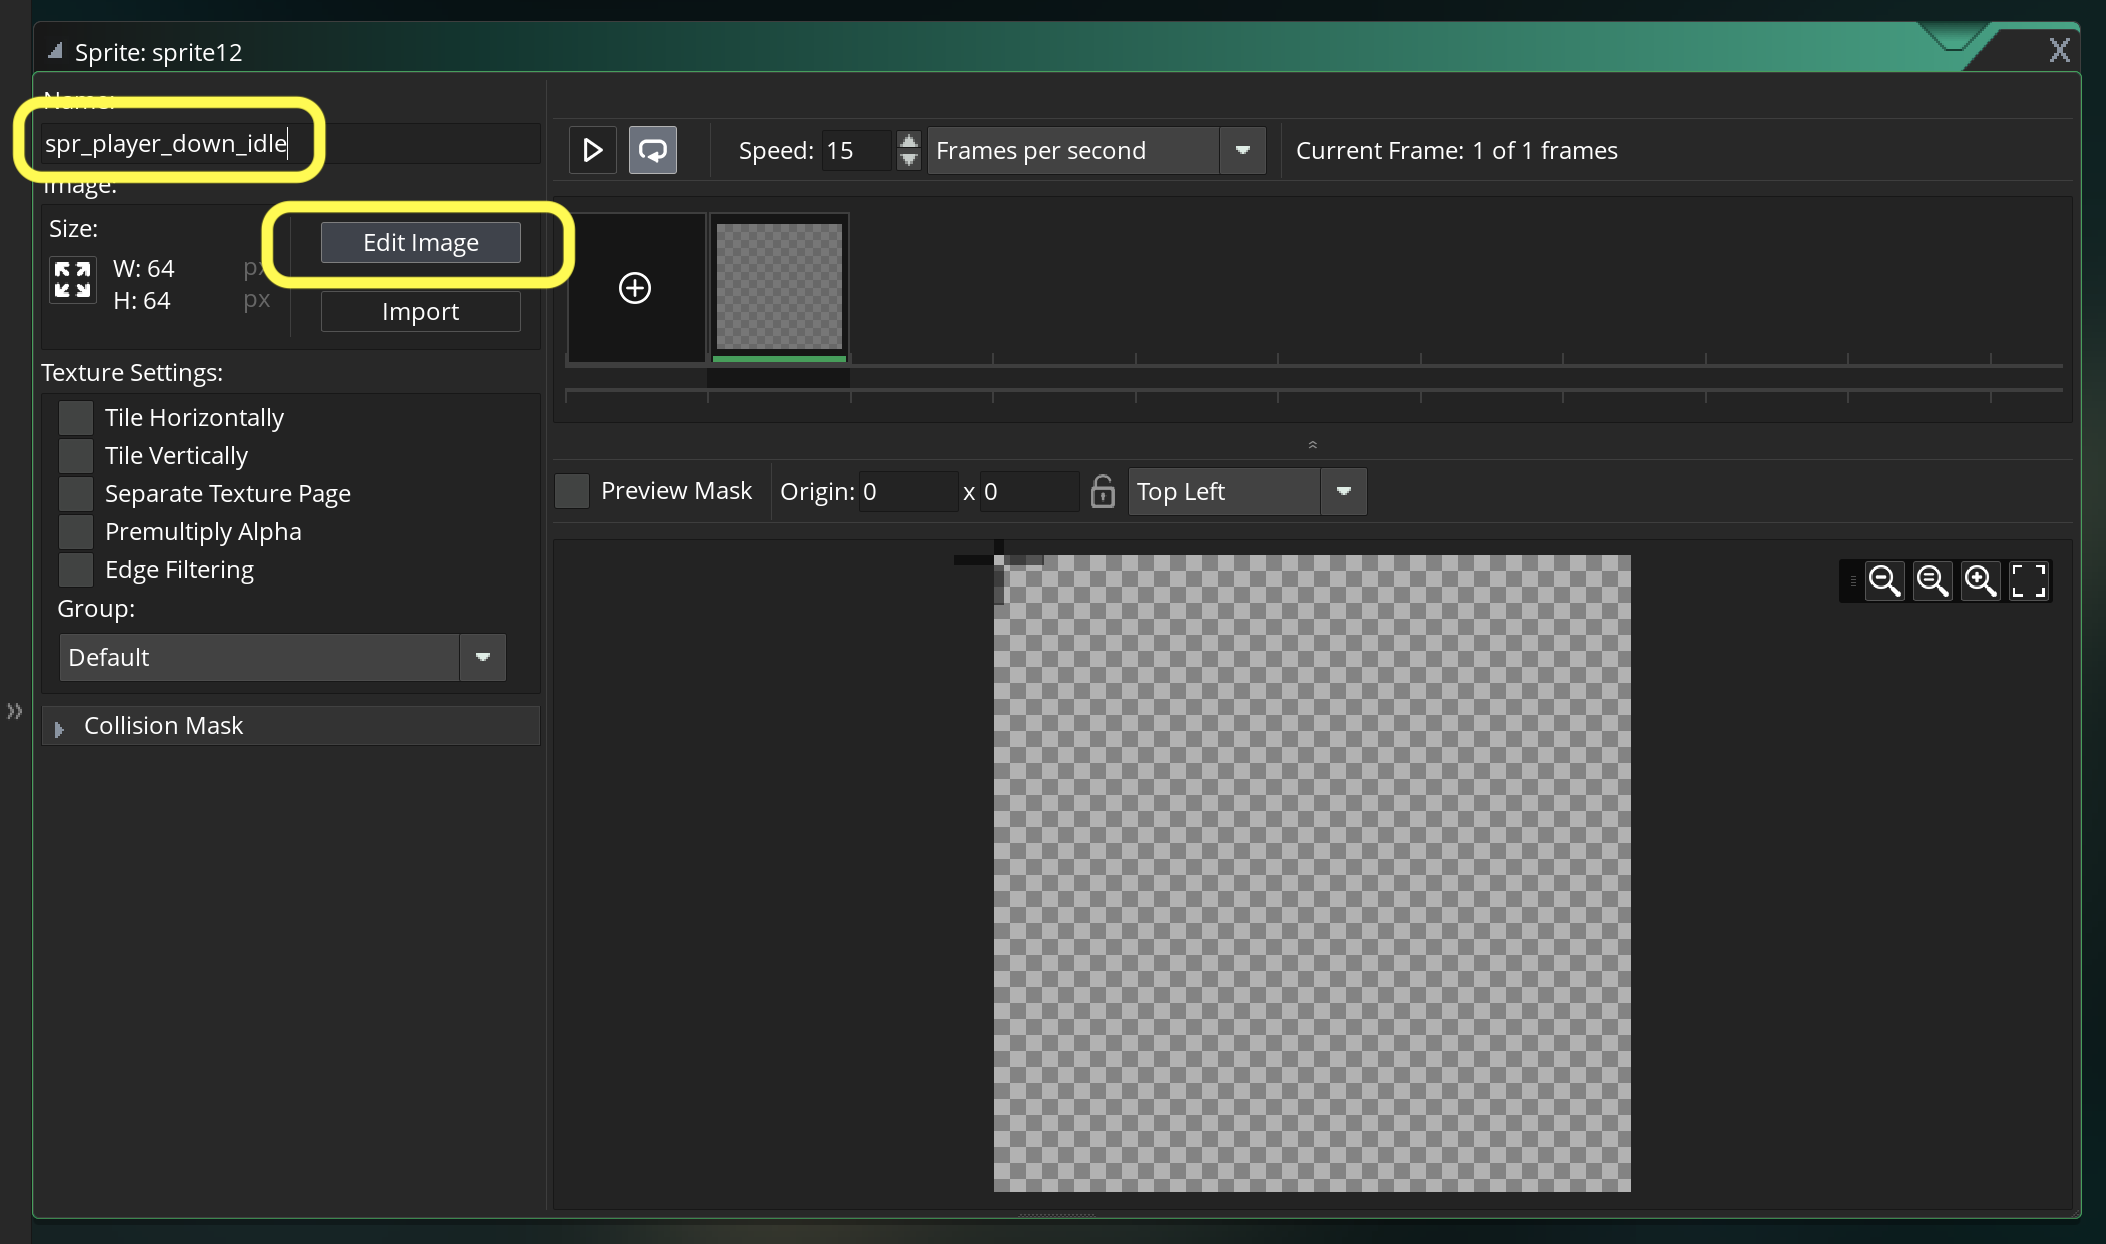 Sprite: sprite12
X
Name:
spr_player_down_idle
Image:
Size:
W: 64 px
H: 64 px
Edit Image
Import
Texture Settings:
Tile Horizontally
Tile Vertically
Separate Texture Page
Premultiply Alpha
Edge Filtering
Group:
Default
Collision Mask
Speed: 15
Frames per second
Current Frame: 1 of 1 frames
Preview Mask
Origin: 0 x 0
Top Left